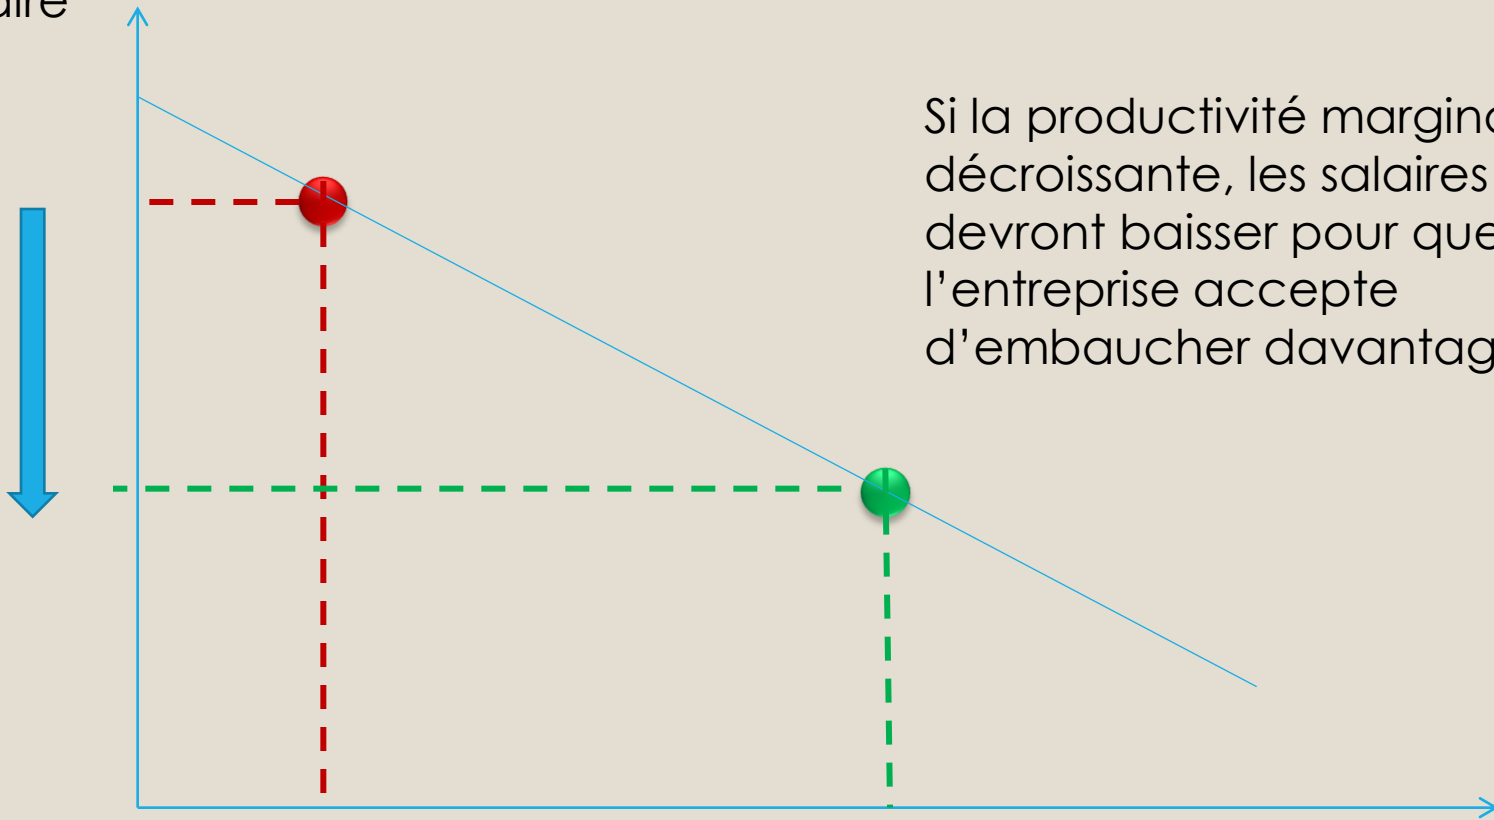 aire
Si la productivité margina
décroissante, les salaires
devront baisser pour que
l’entreprise accepte
d’embaucher davantag